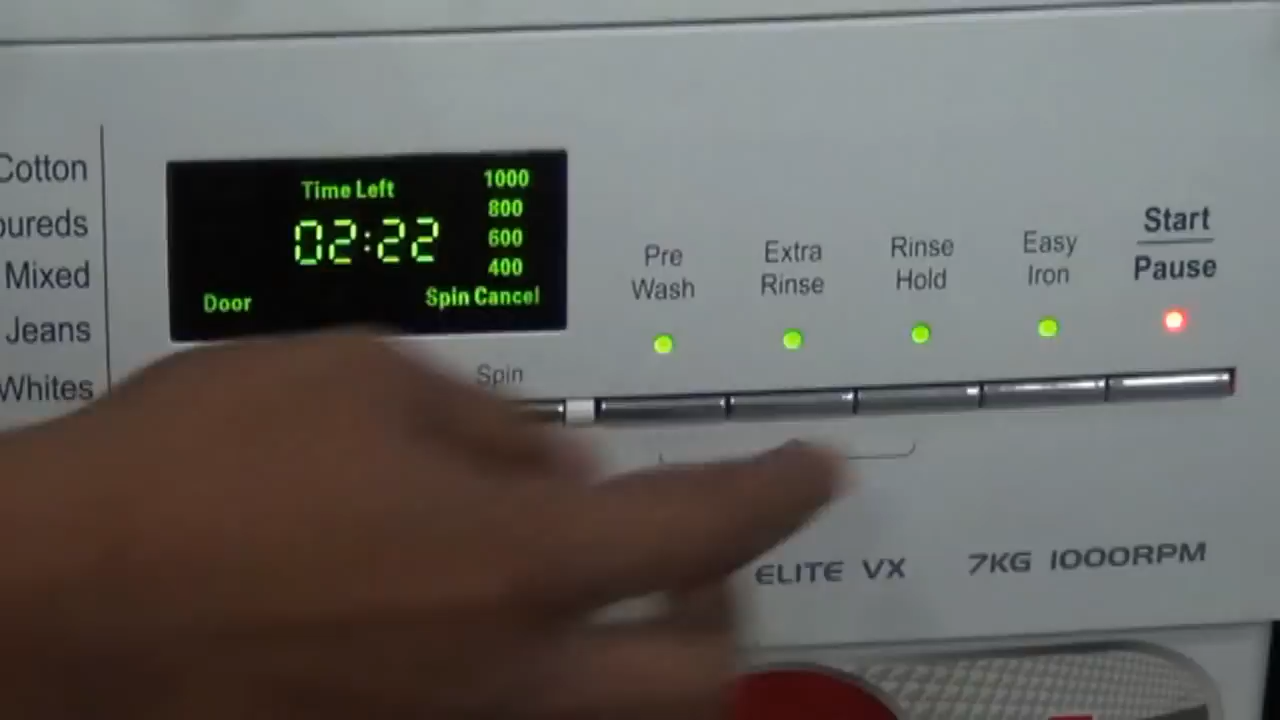 Cotton
oureds
Mixed
Jeans
Whites
Time Left
02:22
1000
800
600
400
Door
Spin Cancel
Spin
Pre
Wash
Extra
Rinse
Rinse
Hold
Easy
Iron
Start
Pause
ELITE VX 7KG 1000RPM